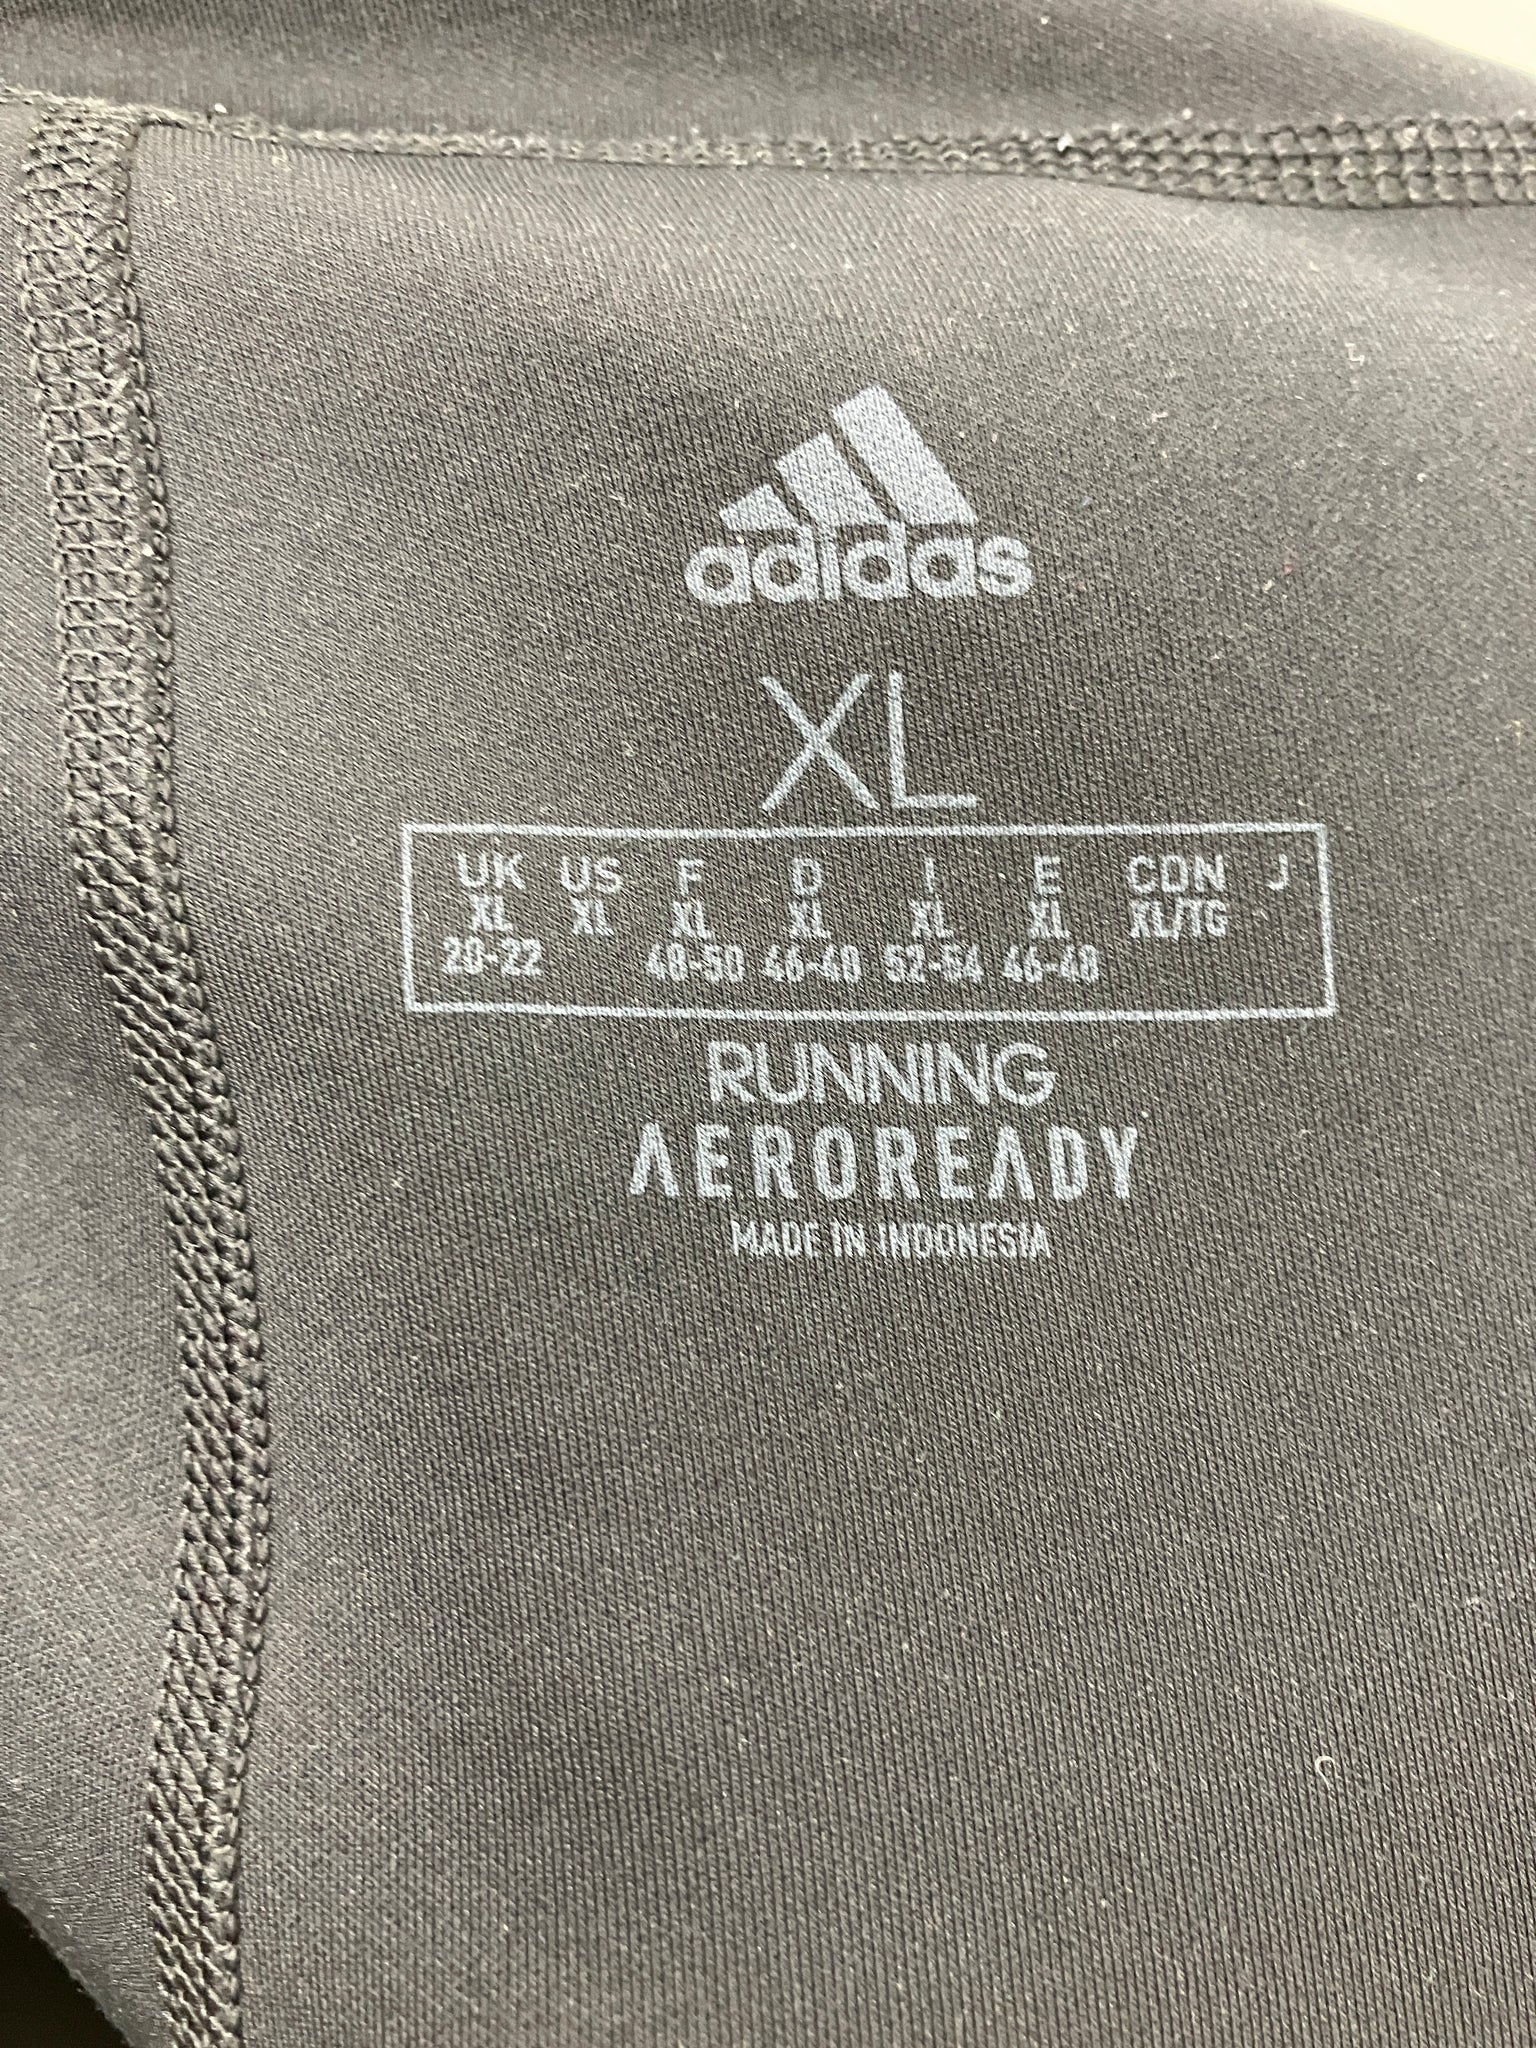 adidas
XL
UK US F D I E CDN J
XL XL XL XL XL XL XL/TG
20-22 48-50 46-48 52-54 46-48
RUNNING
AEROREADY
MADE IN INDONESIA